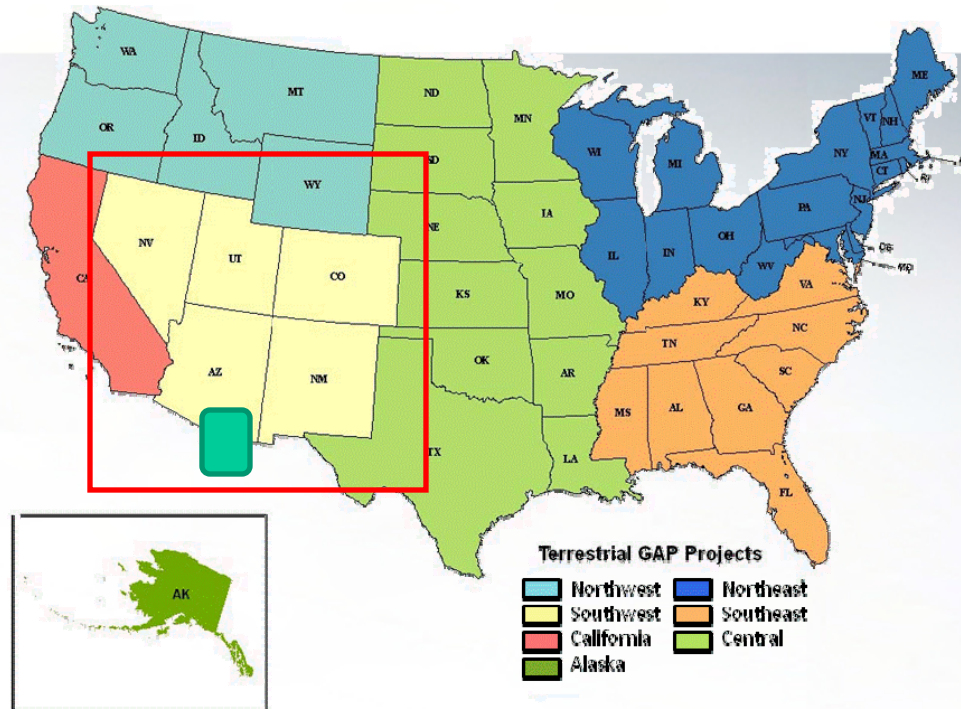 WA
MT
ND
MN
ME
OR
ID
VT
NH
SD
WI
MI
NY
MA
CT
RI
WY
NE
IA
PA
NJ
NV
UT
CO
IL
IN
OH
WV
DE
MD
CA
KS
MO
KY
VA
AZ
NM
OK
AR
TN
NC
SC
MS
AL
GA
TX
LA
FL
AK
Terrestrial GAP Projects
Northwest Northeast
Southwest Southeast
California Central
Alaska